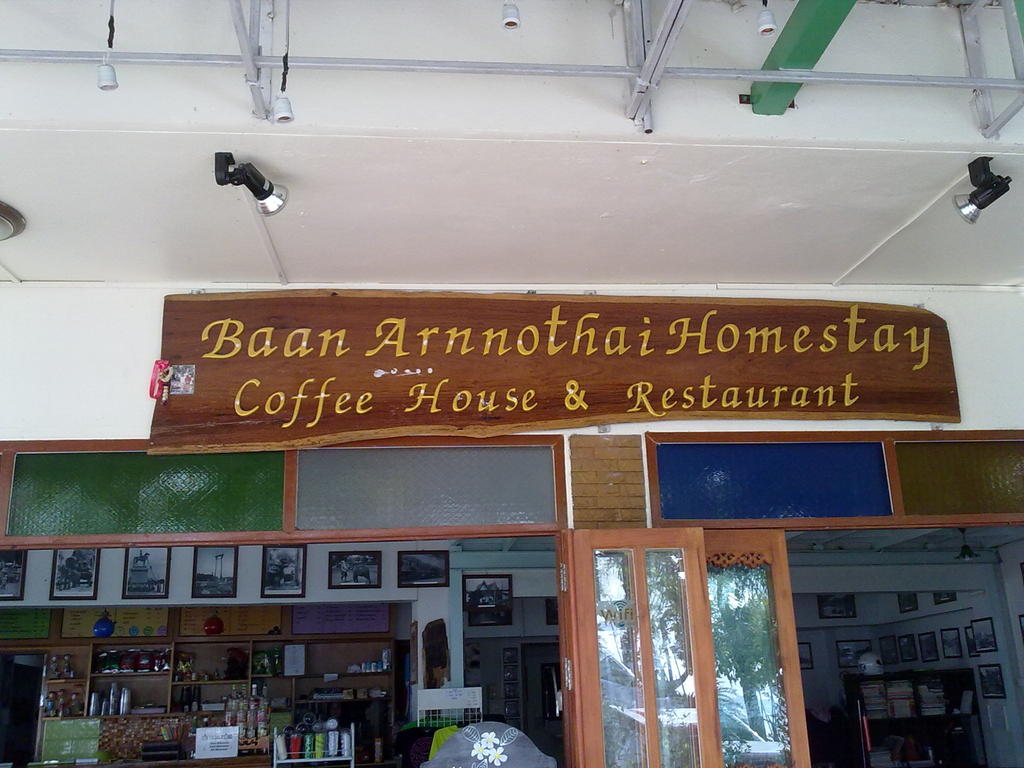 Baan Arnnothai Homestay
Coffee House & Restaurant